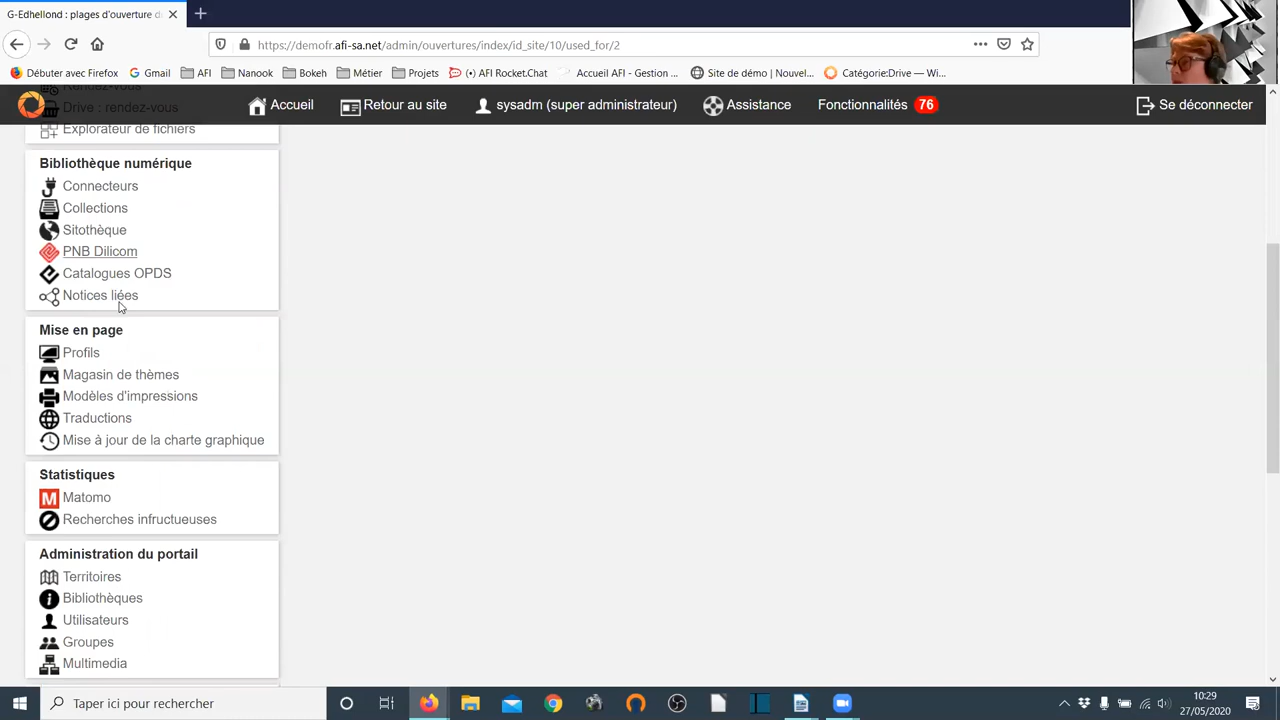 G-Edhellond : plages d'ouverture d
https://demofr.afi-sa.net/admin/ouvertures/index/id_site/10/used_for/2
Débuter avec Firefox
Gmail
AFI
Nanook
Bokeh
Métier
Projets
(•) AFI Rocket.Chat
Accueil AFI - Gestion ...
Site de démo | Nouvel...
Catégorie:Drive — Wi...
Rendez-vous
Drive : rendez-vous
Explorateur de fichiers
Accueil
Retour au site
sysadm (super administrateur)
Assistance
Fonctionnalités 76
Se déconnecter
Bibliothèque numérique
Connecteurs
Collections
Sitothèque
PNB Dilicom
Catalogues OPDS
Notices liées
Mise en page
Profils
Magasin de thèmes
Modèles d'impressions
Traductions
Mise à jour de la charte graphique
Statistiques
Matomo
Recherches infructueuses
Administration du portail
Territoires
Bibliothèques
Utilisateurs
Groupes
Multimedia
Taper ici pour rechercher
10:29
27/05/2020